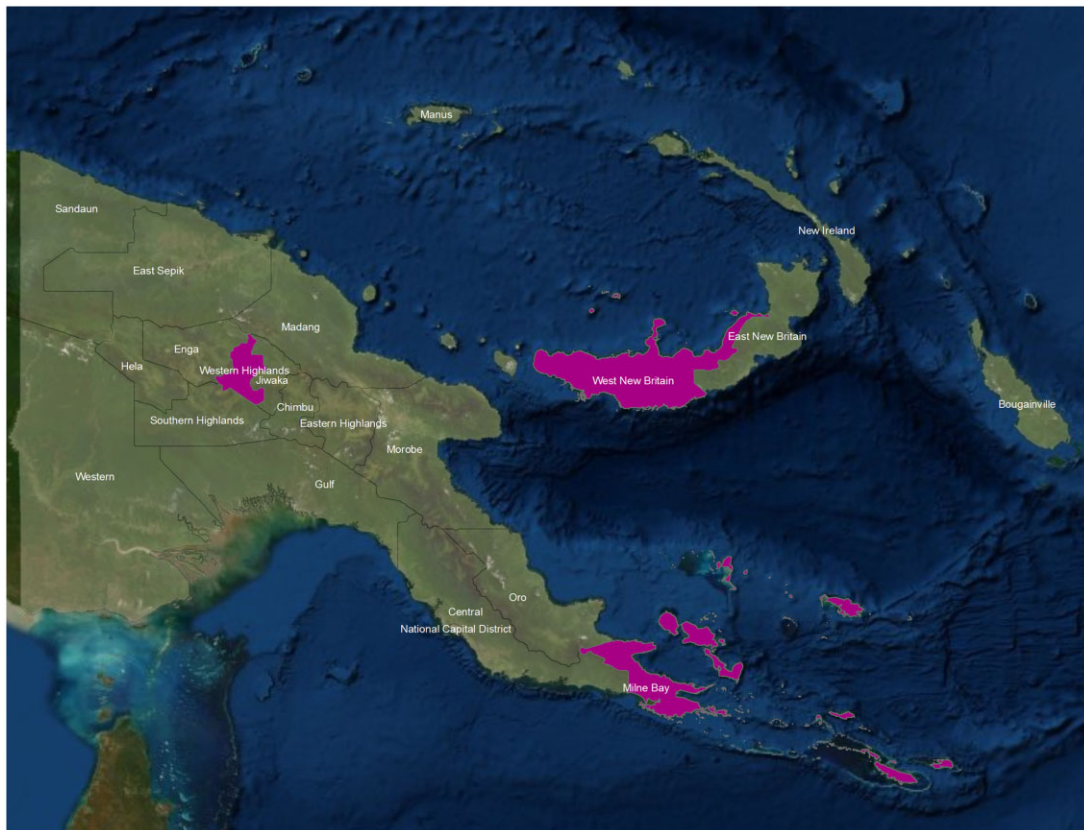 Manus
Sandaun
New Ireland
East Sepik
Madang
East New Britain
Enga
Hela
Western Highlands
Jiwaka
West New Britain
Chimbu
Bougainville
Southern Highlands
Eastern Highlands
Morobe
Western
Gulf
Oro
Central
National Capital District
Milne Bay